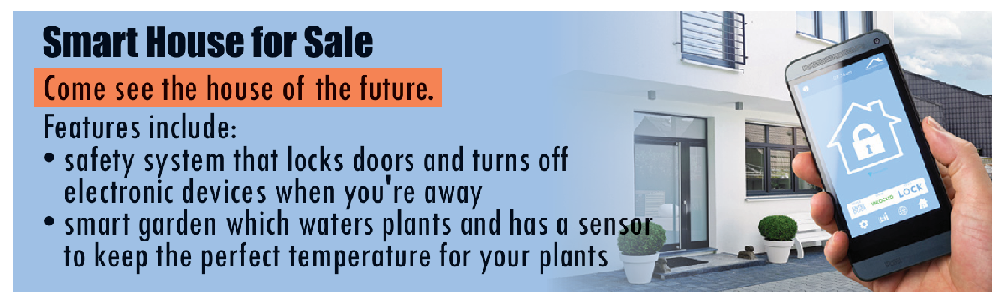 Smart House for Sale
Come see the house of the future.
Features include:
• safety system that locks doors and turns off
electronic devices when you're away
• smart garden which waters plants and has a sensor
to keep the perfect temperature for your plants
UNLOCKED LOCK